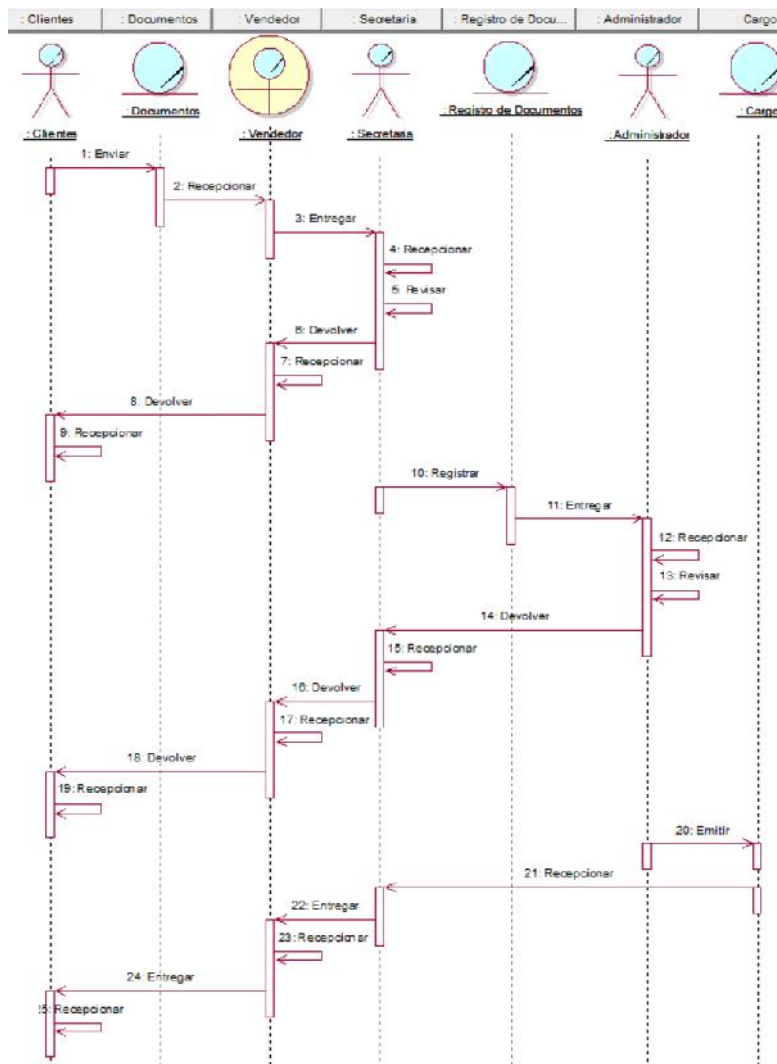 : Clientes
: Documentos
: Vendedor
: Secretaria
: Registro de Docu...
: Administrador
: Cargo
: Clientes
: Documentos
: Vendedor
: Secretaria
: Registro de Documentos
: Administrador
: Cargo
1: Enviar
2: Recepcionar
3: Entregar
4: Recepcionar
5: Revisar
6: Devolver
7: Recepcionar
8: Devolver
9: Recepcionar
10: Registrar
11: Entregar
12: Recepcionar
13: Revisar
14: Devolver
15: Recepcionar
16: Devolver
17: Recepcionar
18: Devolver
19: Recepcionar
20: Emitir
21: Recepcionar
22: Entregar
23: Recepcionar
24: Entregar
25: Recepcionar